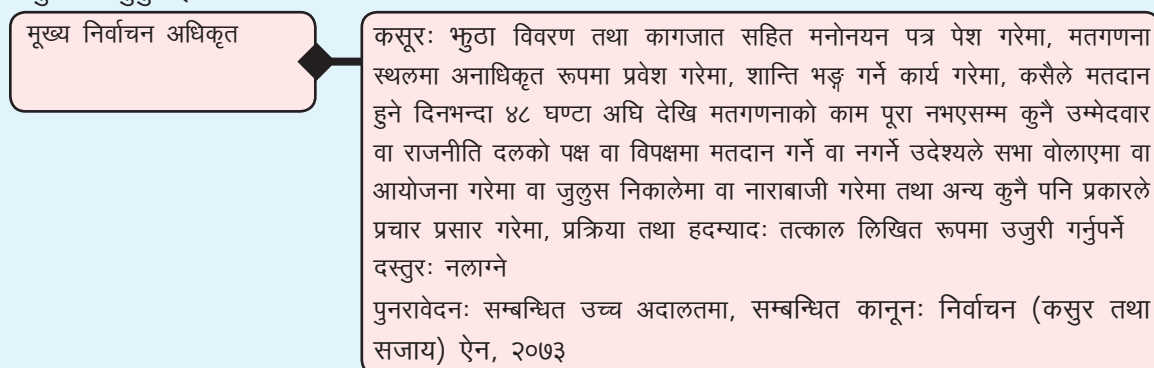 मूख्य निर्वाचन अधिकृत
कसूरः झुठा विवरण तथा कागजात सहित मनोनयन पत्र पेश गरेमा, मतगणना
स्थलमा अनाधिकृत रूपमा प्रवेश गरेमा, शान्ति भङ्ग गर्ने कार्य गरेमा, कसैले मतदान
हुने दिनभन्दा ४८ घण्टा अघि देखि मतगणनाको काम पूरा नभएसम्म कुनै उम्मेदवार
वा राजनीति दलको पक्ष वा विपक्षमा मतदान गर्ने वा नगर्ने उदेश्यले सभा वोलाएमा वा
आयोजना गरेमा वा जुलुस निकालेमा वा नाराबाजी गरेमा तथा अन्य कुनै पनि प्रकारले
प्रचार प्रसार गरेमा, प्रक्रिया तथा हदम्यादः तत्काल लिखित रूपमा उजुरी गर्नुपर्ने
दस्तुरः नलाग्ने
पुनरावेदनः सम्बन्धित उच्च अदालतमा, सम्बन्धित कानूनः निर्वाचन (कसुर तथा
सजाय) ऐन, २०७३